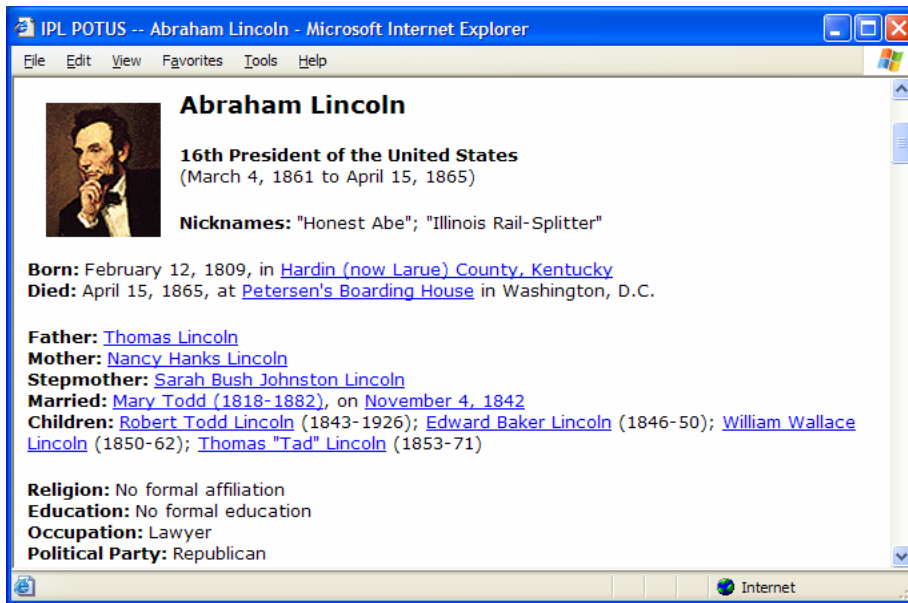 IPL POTUS -- Abraham Lincoln - Microsoft Internet Explorer
File Edit View Favorites Tools Help
Abraham Lincoln
16th President of the United States
(March 4, 1861 to April 15, 1865)
Nicknames: "Honest Abe"; "Illinois Rail-Splitter"
Born: February 12, 1809, in Hardin (now Larue) County, Kentucky
Died: April 15, 1865, at Petersen's Boarding House in Washington, D.C.
Father: Thomas Lincoln
Mother: Nancy Hanks Lincoln
Stepmother: Sarah Bush Johnston Lincoln
Married: Mary Todd (1818-1882), on November 4, 1842
Children: Robert Todd Lincoln (1843-1926); Edward Baker Lincoln (1846-50); William Wallace
Lincoln (1850-62); Thomas "Tad" Lincoln (1853-71)
Religion: No formal affiliation
Education: No formal education
Occupation: Lawyer
Political Party: Republican
Internet